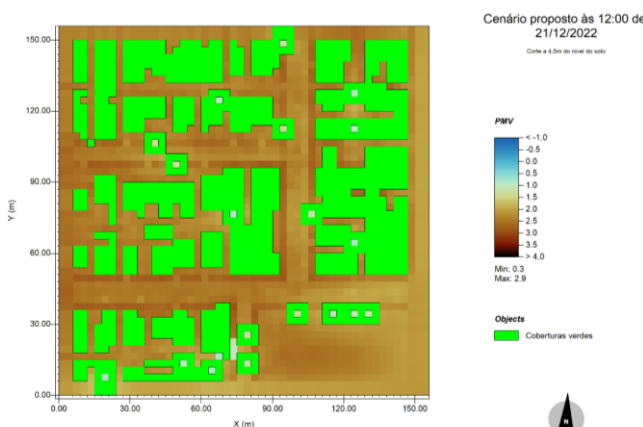 Cenário proposto às 12:00 de
21/12/2022
Corte a 4,5m do nível do solo
150.00
120.00
90.00
60.00
30.00
0.00
Y (m)
0.00 30.00 60.00 90.00 120.00 150.00
X (m)
PMV
< -1.0
-0.5
0.0
0.5
1.0
1.5
2.0
2.5
3.0
3.5
> 4.0
Min: 0.3
Max: 2.9
Objects
Coberturas verdes
N